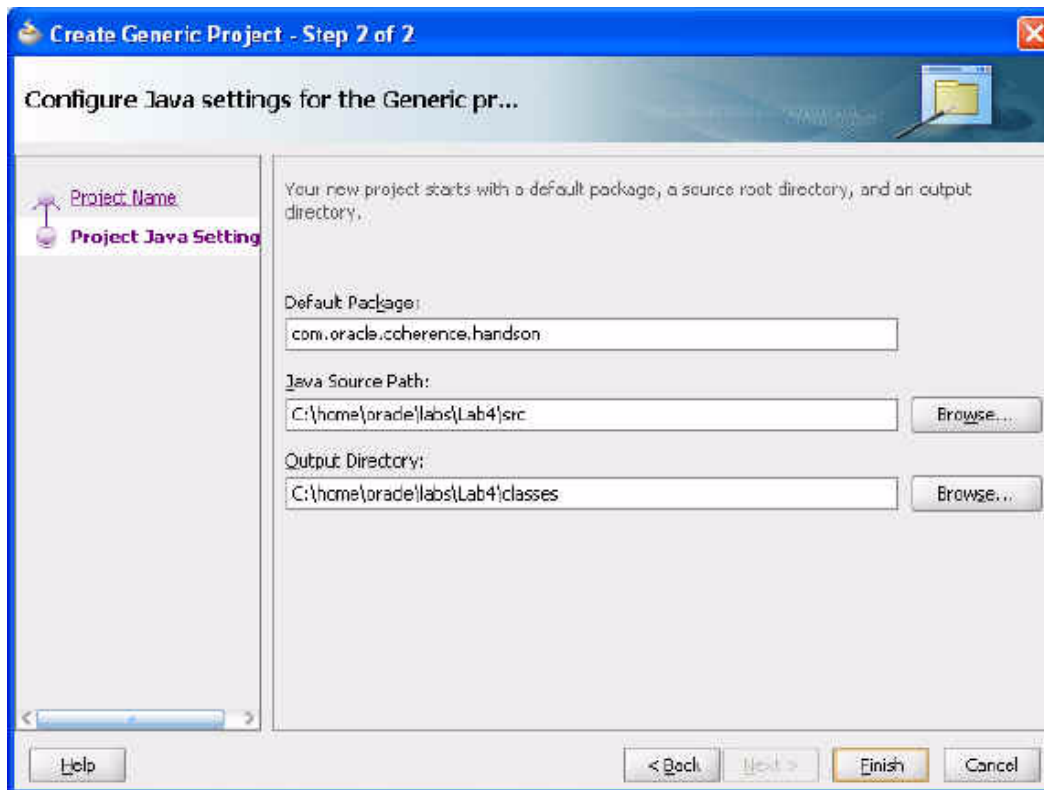 Create Generic Project - Step 2 of 2
Configure Java settings for the Generic pr...
Project Name
Project Java Setting
Your new project starts with a default package, a source root directory, and an output
directory.
Default Package:
com.oracle.coherence.handson
Java Source Path:
C:\home\oracle\labs\Lab4\src
Browse...
Output Directory:
C:\home\oracle\labs\Lab4\classes
Browse...
Help
< Back
Next >
Finish
Cancel